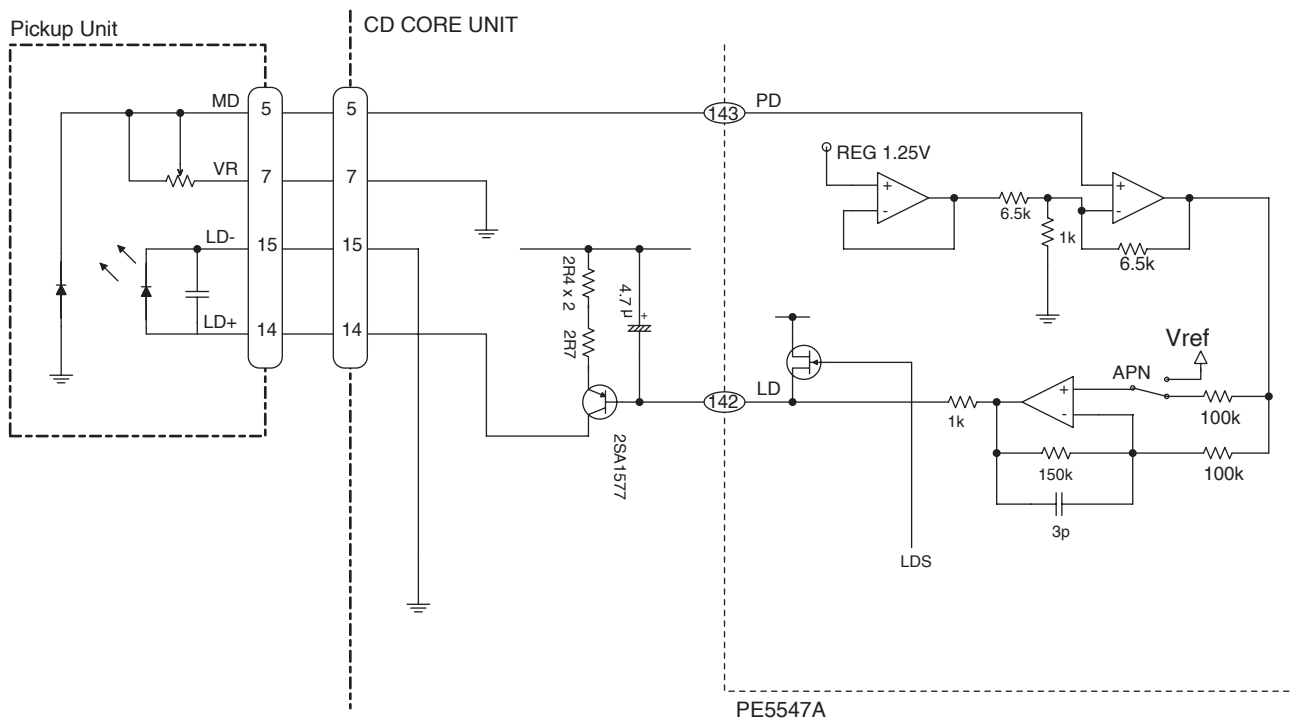 Pickup Unit
CD CORE UNIT
MD
5
5
143
PD
REG 1.25V
+
-
+
-
6.5k
1k
6.5k
VR
7
7
LD-
15
15
2R4 x 2
2R7
4.7 μ
+
LD+
14
14
Vref
APN
142
LD
1k
+
-
100k
150k
100k
3p
2SA1577
LDS
PE5547A